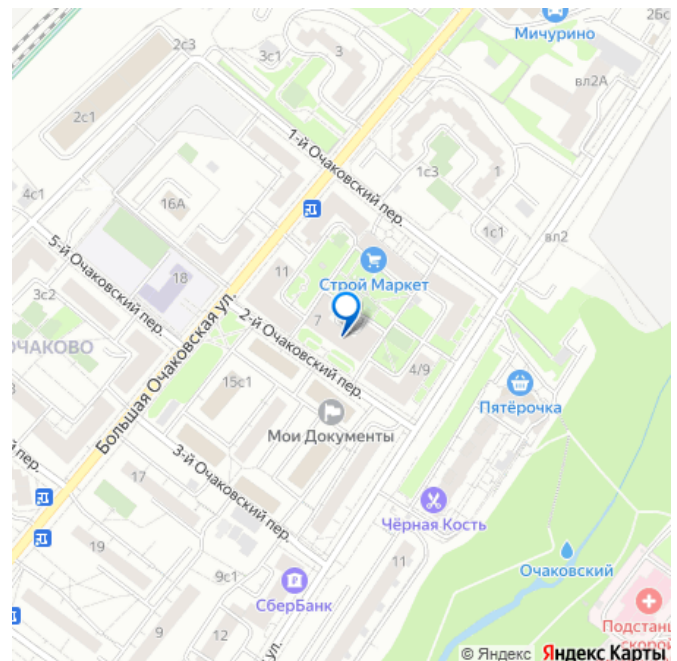 2Бс
Мичурино
2с3
3с1
3
вл2А
2с1
1-й Очаковский пер.
1с3
1
4с1
16А
1с1
вл2
5-й Очаковский пер.
18
11
Строй Маркет
3с2
7
2-й Очаковский пер.
ОЧАКОВО
4/9
15с1
Большая Очаковская ул.
Пятёрочка
Мои Документы
3-й Очаковский пер.
пер.
17
Чёрная Кость
19
11
9с1
Очаковский
СберБанк
Подстанц
скорой
9
12
ул.
© Яндекс Яндекс Карты